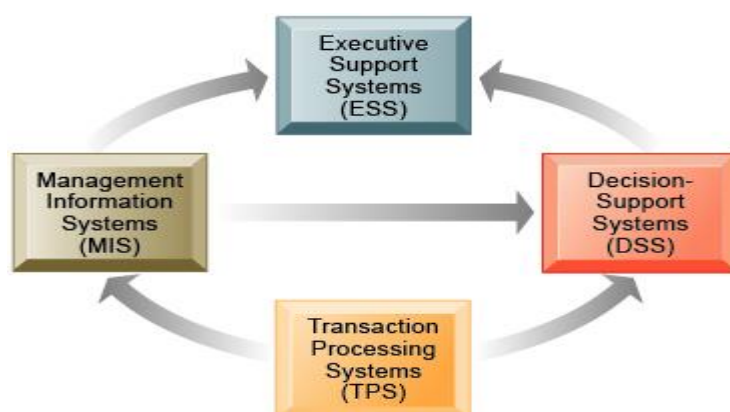 Executive
Support
Systems
(ESS)
Management
Information
Systems
(MIS)
Decision-
Support
Systems
(DSS)
Transaction
Processing
Systems
(TPS)